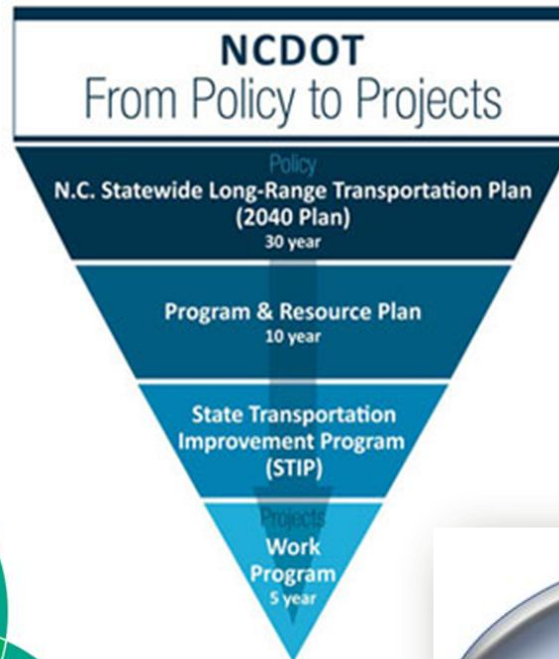 NCDOT
From Policy to Projects
Policy
N.C. Statewide Long-Range Transportation Plan
(2040 Plan)
30 year
Program & Resource Plan
10 year
State Transportation
Improvement Program
(STIP)
Projects
Work
Program
5 year